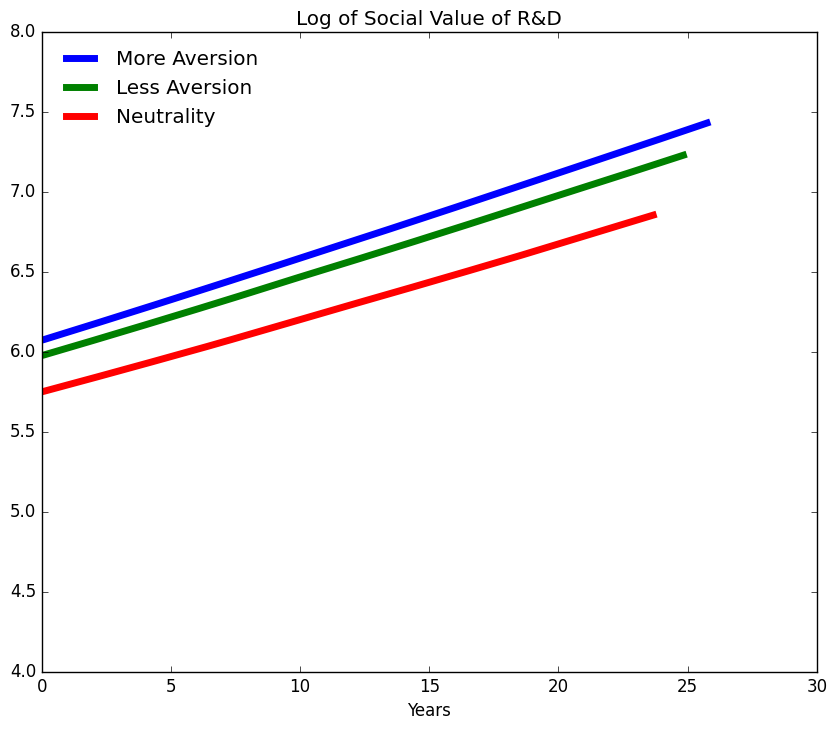 Log of Social Value of R&D
8.0
More Aversion
Less Aversion
Neutrality
7.5
7.0
6.5
6.0
5.5
5.0
4.5
4.0
0 5 10 15 20 25 30
Years